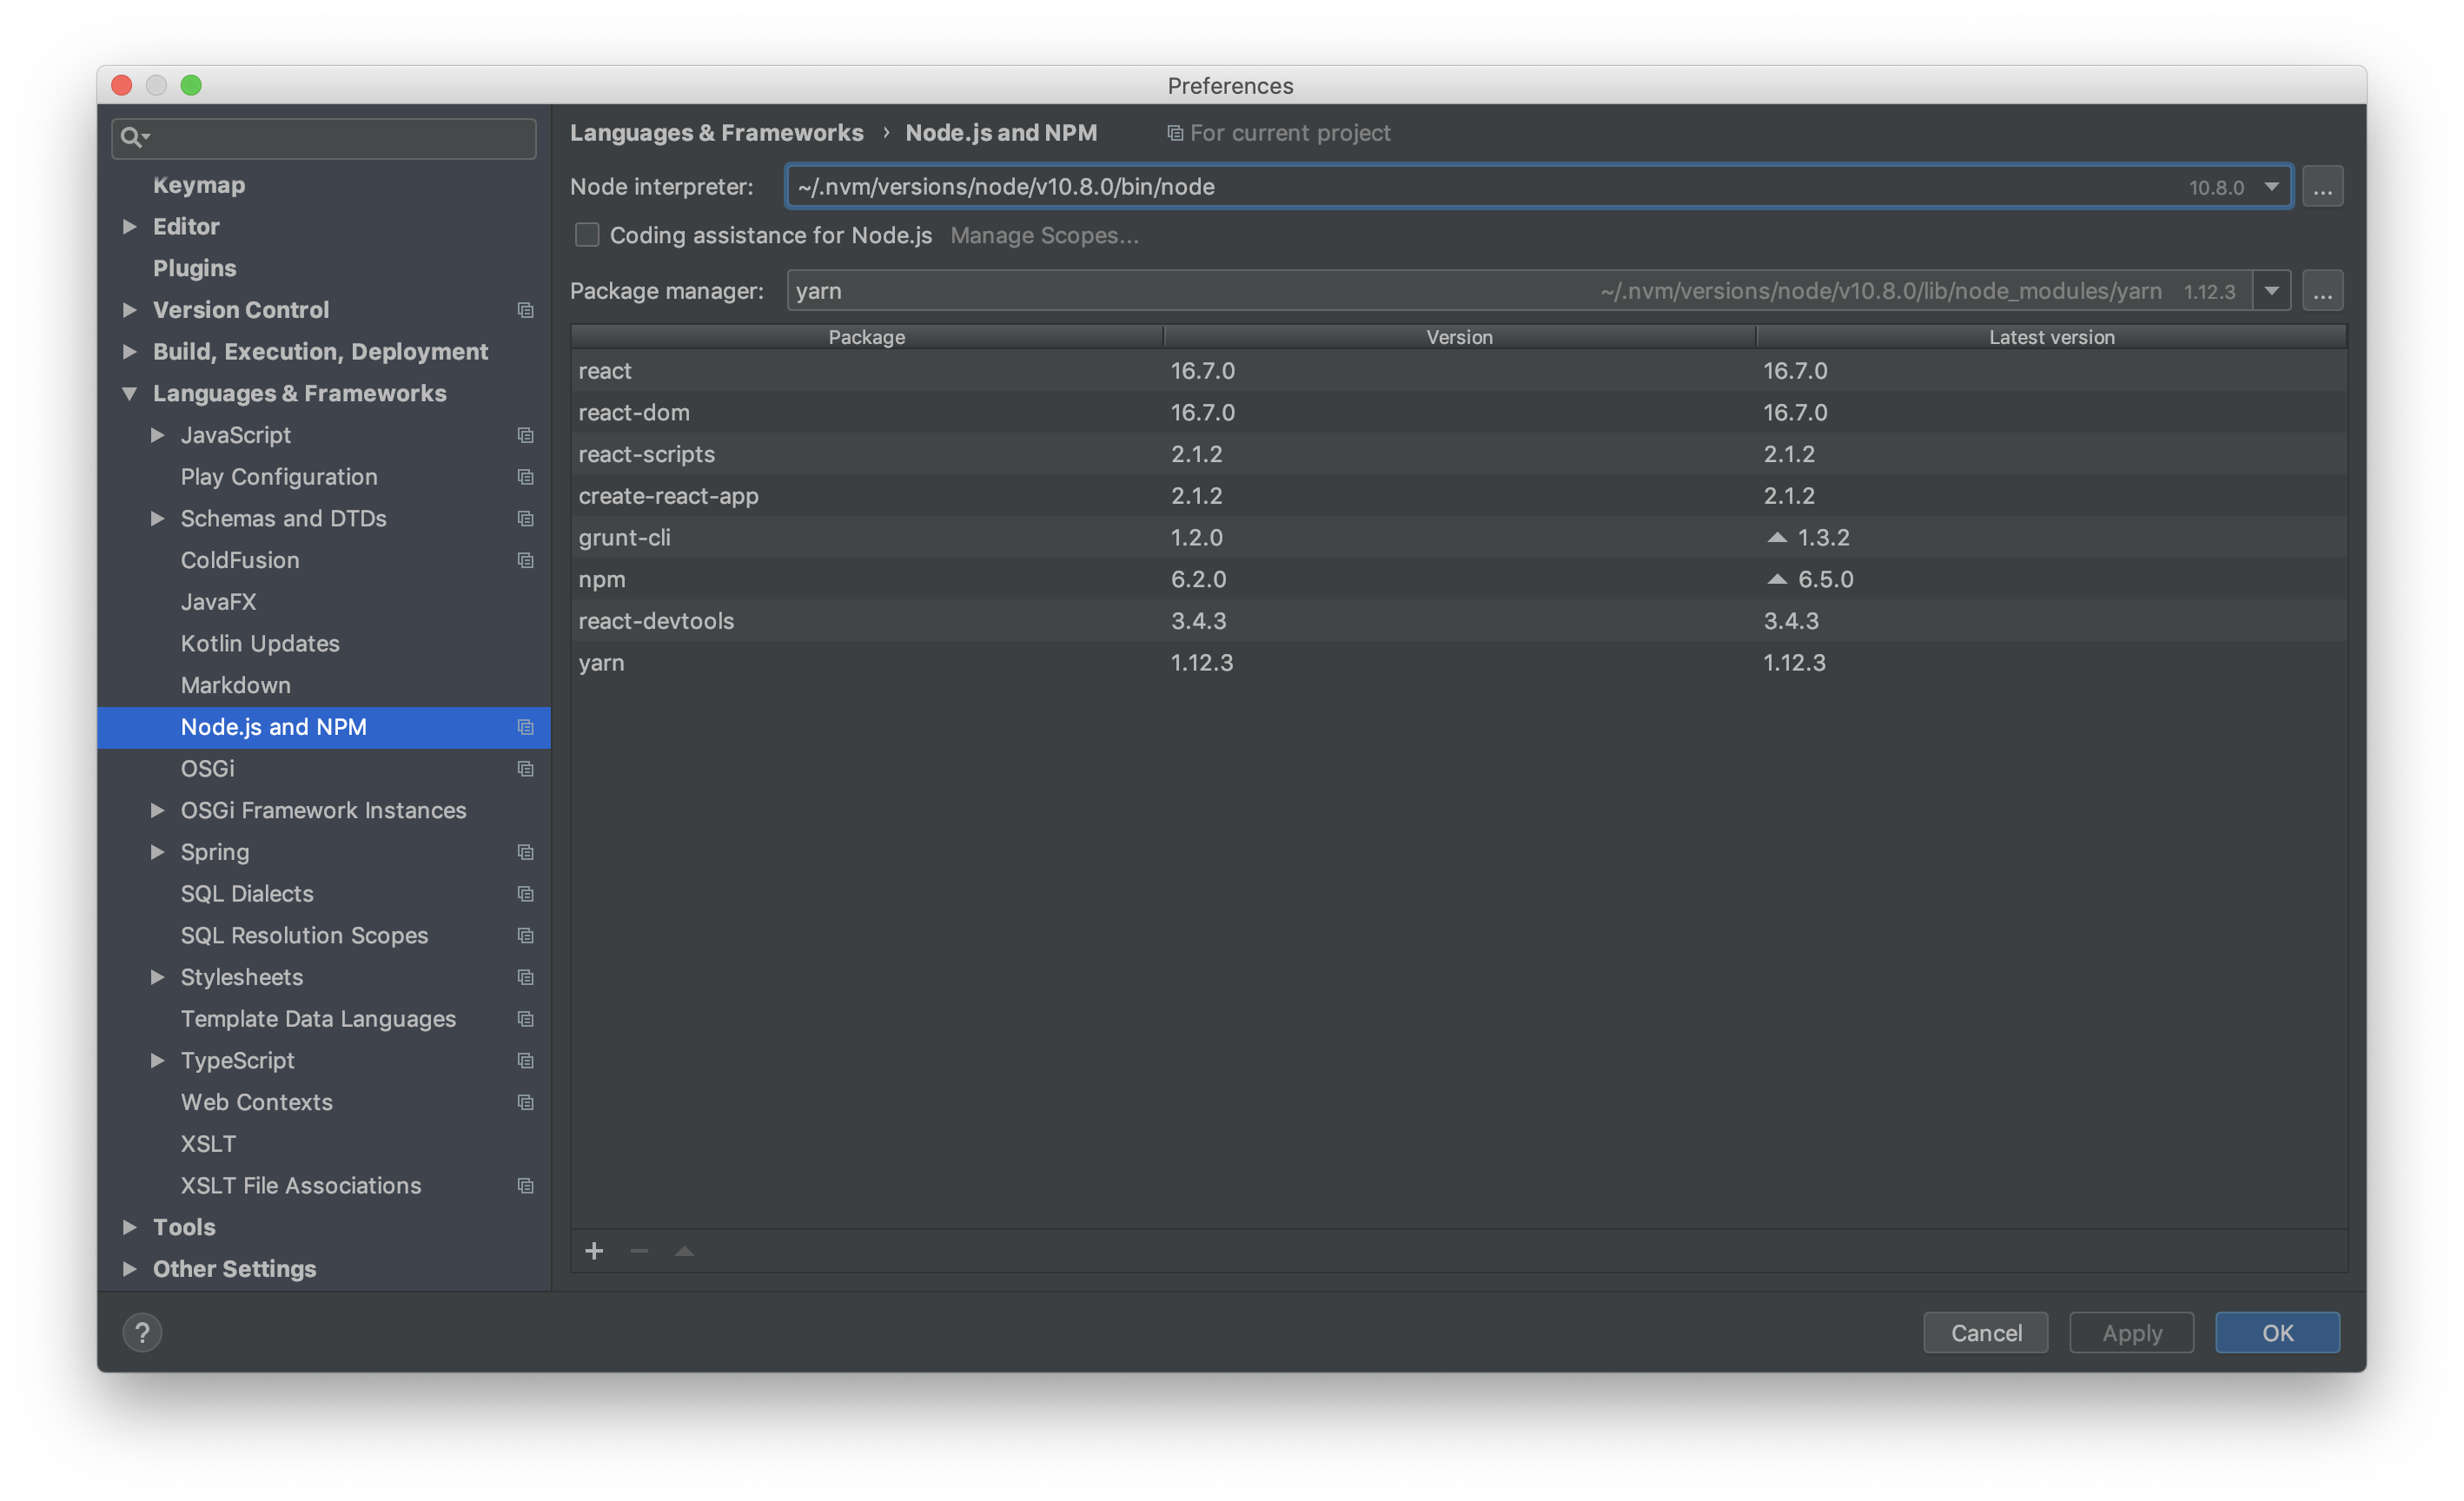 Preferences
Keymap
Editor
Plugins
Version Control
Build, Execution, Deployment
Languages & Frameworks
JavaScript
Play Configuration
Schemas and DTDs
ColdFusion
JavaFX
Kotlin Updates
Markdown
Node.js and NPM
OSGi
OSGi Framework Instances
Spring
SQL Dialects
SQL Resolution Scopes
Stylesheets
Template Data Languages
TypeScript
Web Contexts
XSLT
XSLT File Associations
Tools
Other Settings
Languages & Frameworks › Node.js and NPM For current project
Node interpreter: ~/.nvm/versions/node/v10.8.0/bin/node 10.8.0 ...
Coding assistance for Node.js Manage Scopes...
Package manager: yarn ~/.nvm/versions/node/v10.8.0/lib/node_modules/yarn 1.12.3 ...
Package Version Latest version
react 16.7.0 16.7.0
react-dom 16.7.0 16.7.0
react-scripts 2.1.2 2.1.2
create-react-app 2.1.2 2.1.2
grunt-cli 1.2.0 1.3.2
npm 6.2.0 6.5.0
react-devtools 3.4.3 3.4.3
yarn 1.12.3 1.12.3
? Cancel Apply OK